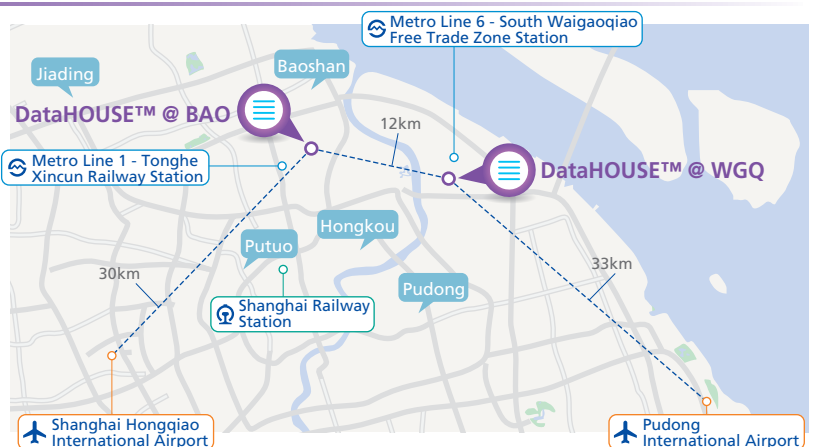 Metro Line 6 - South Waigaoqiao
Free Trade Zone Station
Jiading
Baoshan
DataHOUSE™ @ BAO
12km
Metro Line 1 - Tonghe
Xincun Railway Station
DataHOUSE™ @ WGQ
Hongkou
Putuo
30km
33km
Pudong
Shanghai Railway
Station
Shanghai Hongqiao
International Airport
Pudong
International Airport